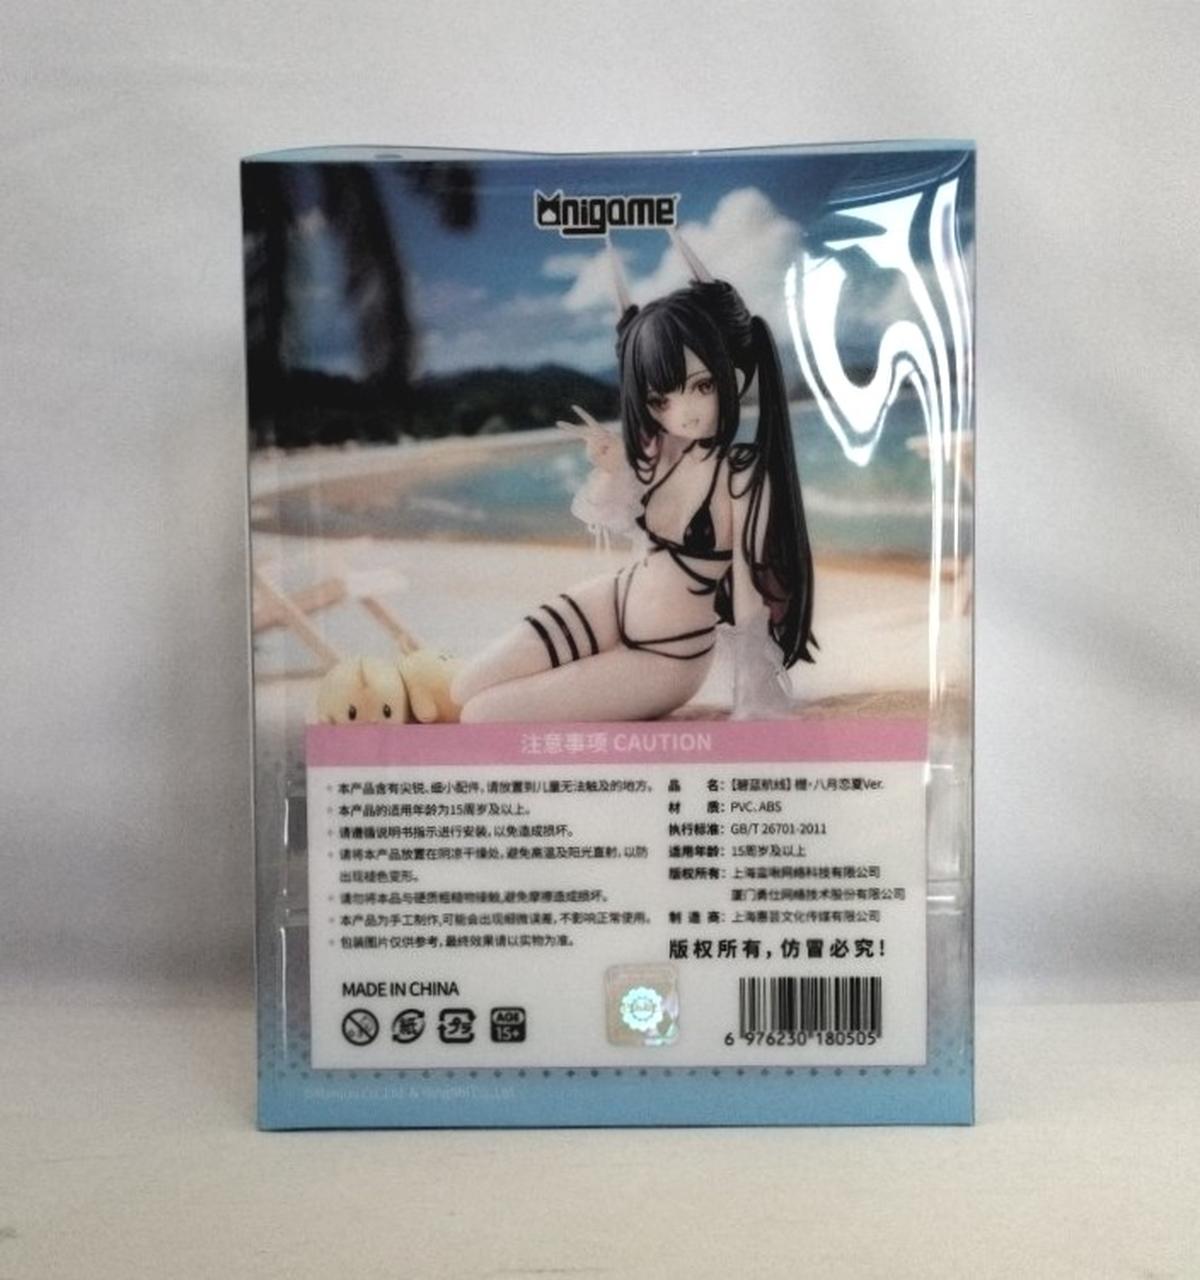 Onigame
注意事项 CAUTION
本产品含有尖锐、细小配件，请放置到儿童无法触及的地方。
本产品的适用年龄为15周岁及以上。
请遵循说明书指示进行安装，以免造成损坏。
请将本产品放置在阴凉干燥处，避免高温及阳光直射，以防
出现褪色变形。
请勿将本品与硬质粗糙物接触，避免摩擦造成损坏。
本产品为手工制作，可能会出现细微误差，不影响正常使用。
包装图片仅供参考，最终效果请以实物为准。
品 名：【碧蓝航线】樫·八月恋夏Ver.
材 质：PVC、ABS
执行标准：GB/T 26701-2011
适用年龄：15周岁及以上
版权所有：上海蛮啾网络科技有限公司
厦门勇仕网络技术股份有限公司
制 造 商：上海惠芸文化传媒有限公司
版权所有，仿冒必究！
MADE IN CHINA
紙
プラ
AGE
15+
6 976230 180505
©Manjuu Co.,Ltd. & YongShi Co.,Ltd.